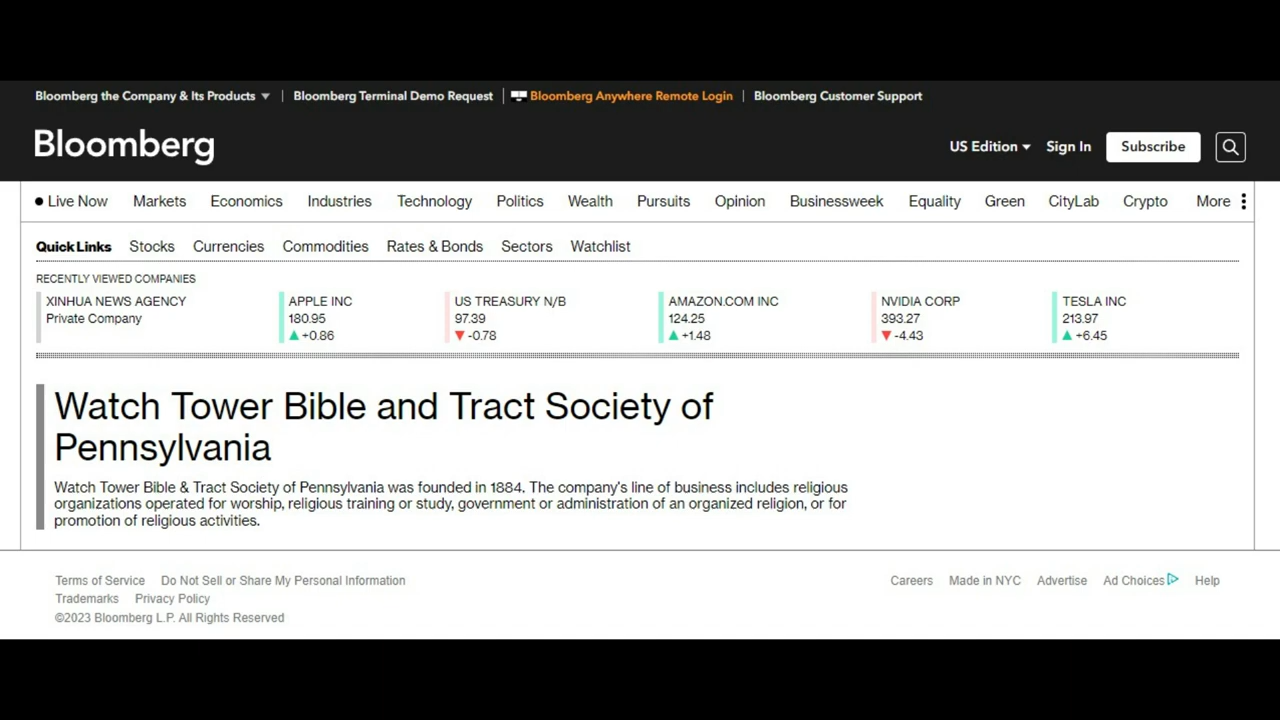 Bloomberg the Company & Its Products | Bloomberg Terminal Demo Request | Bloomberg Anywhere Remote Login | Bloomberg Customer Support
Bloomberg US Edition Sign In Subscribe
Live Now Markets Economics Industries Technology Politics Wealth Pursuits Opinion Businessweek Equality Green CityLab Crypto More
Quick Links Stocks Currencies Commodities Rates & Bonds Sectors Watchlist
RECENTLY VIEWED COMPANIES
XINHUA NEWS AGENCY APPLE INC US TREASURY N/B AMAZON.COM INC NVIDIA CORP TESLA INC
Private Company 180.95 97.39 124.25 393.27 213.97
+0.86 -0.78 +1.48 -4.43 +6.45
Watch Tower Bible and Tract Society of
Pennsylvania
Watch Tower Bible & Tract Society of Pennsylvania was founded in 1884. The company's line of business includes religious
organizations operated for worship, religious training or study, government or administration of an organized religion, or for
promotion of religious activities.
Terms of Service Do Not Sell or Share My Personal Information Careers Made in NYC Advertise Ad Choices Help
Trademarks Privacy Policy
©2023 Bloomberg L.P. All Rights Reserved